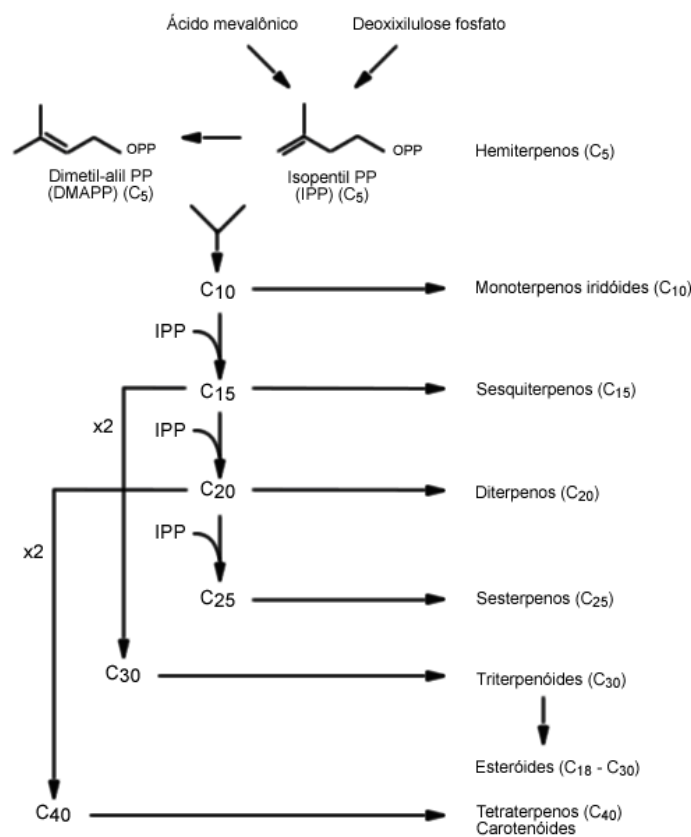 Ácido mevalônico
Deoxixilulose fosfato
OPP
OPP
Hemiterpenos (C5)
Dimetil-alil PP
(DMAPP) (C5)
Isopentil PP
(IPP) (C5)
C10
Monoterpenos iridóides (C10)
IPP
C15
Sesquiterpenos (C15)
x2
IPP
C20
Diterpenos (C20)
x2
IPP
C25
Sesterpenos (C25)
C30
Triterpenóides (C30)
Esteróides (C18 - C30)
C40
Tetraterpenos (C40)
Carotenóides